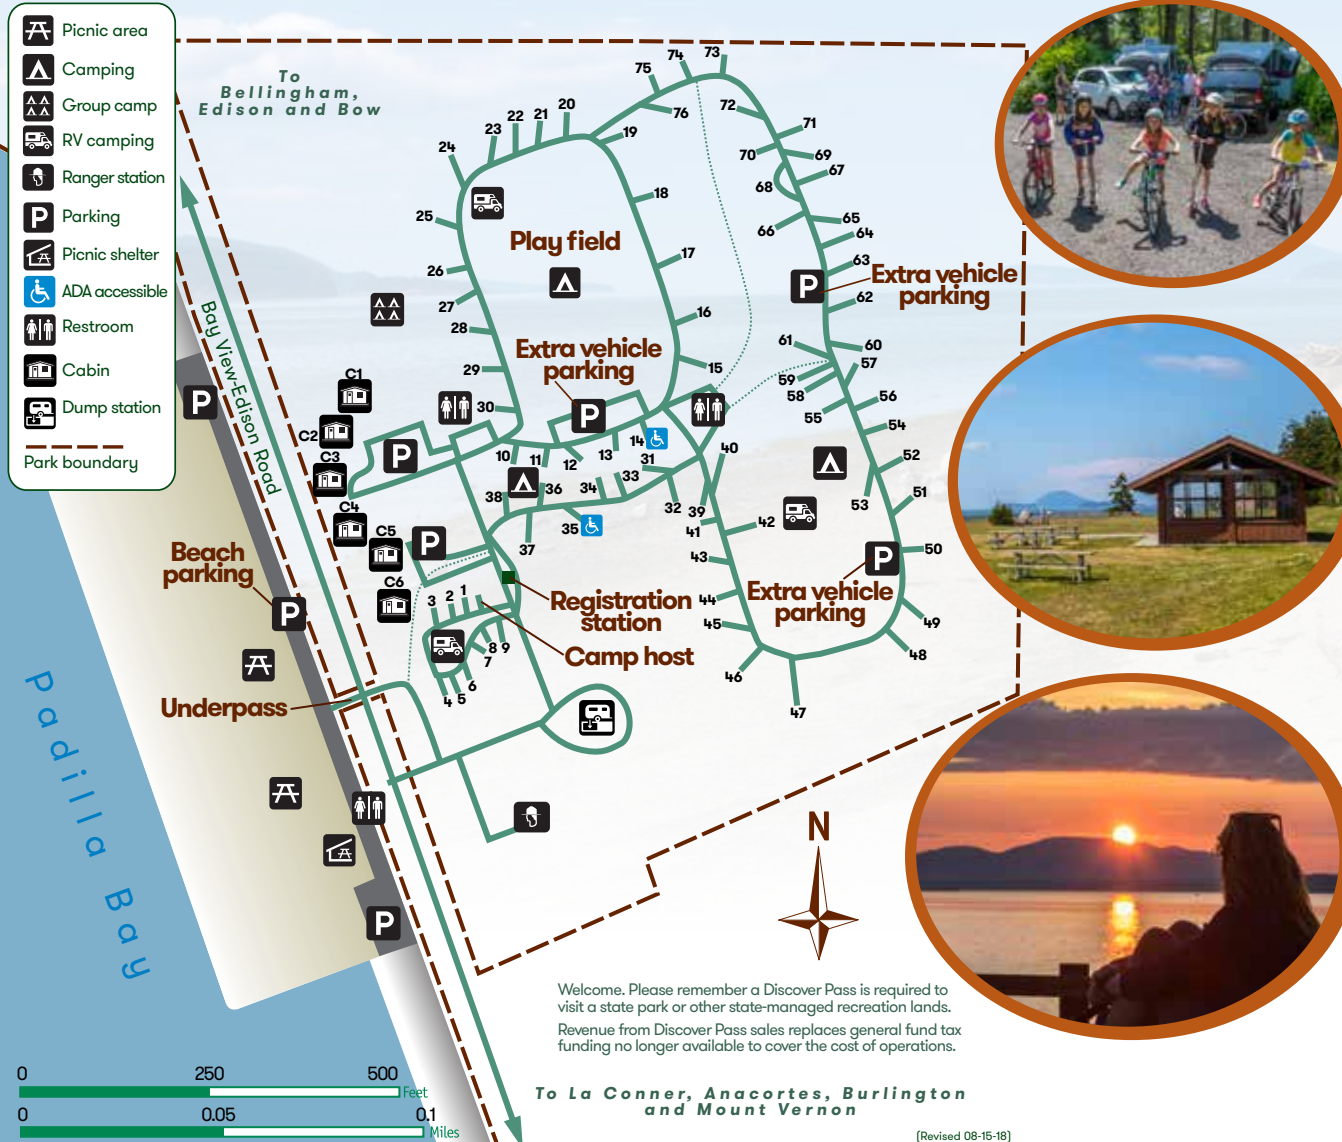 Picnic area
Camping
Group camp
RV camping
Ranger station
P Parking
Picnic shelter
ADA accessible
Restroom
Cabin
Dump station
Park boundary
To
Bellingham,
Edison and Bow
Bay View-Edison Road
74
73
75
76
72
20
21
22
23
19
71
24
70
69
67
18
68
25
65
66
64
Play field
17
26
63
Extra vehicle
parking
P
62
27
16
28
61
60
Extra vehicle
parking
57
15
29
59
C1
58
56
P
30
P
55
C2
14
54
40
10
11
12
13
31
P
C3
33
52
36
34
53
51
38
32
39
C4
35
41
42
C5
P
37
50
Beach
parking
43
P
C6
Extra vehicle
parking
3
2
1
Registration
station
44
P
49
45
8
9
7
Camp host
48
46
6
4
5
Underpass
47
Padilla Bay
N
P
Welcome. Please remember a Discover Pass is required to
visit a state park or other state-managed recreation lands.
Revenue from Discover Pass sales replaces general fund tax
funding no longer available to cover the cost of operations.
0
250
500
Feet
To La Conner, Anacortes, Burlington
and Mount Vernon
0
0.05
0.1
Miles
(Revised 08-15-18)